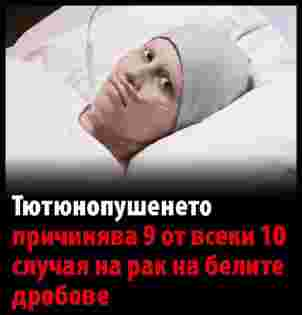 Тютюнопушенето
причинява 9 от всеки 10
случая на рак на белите
дробове